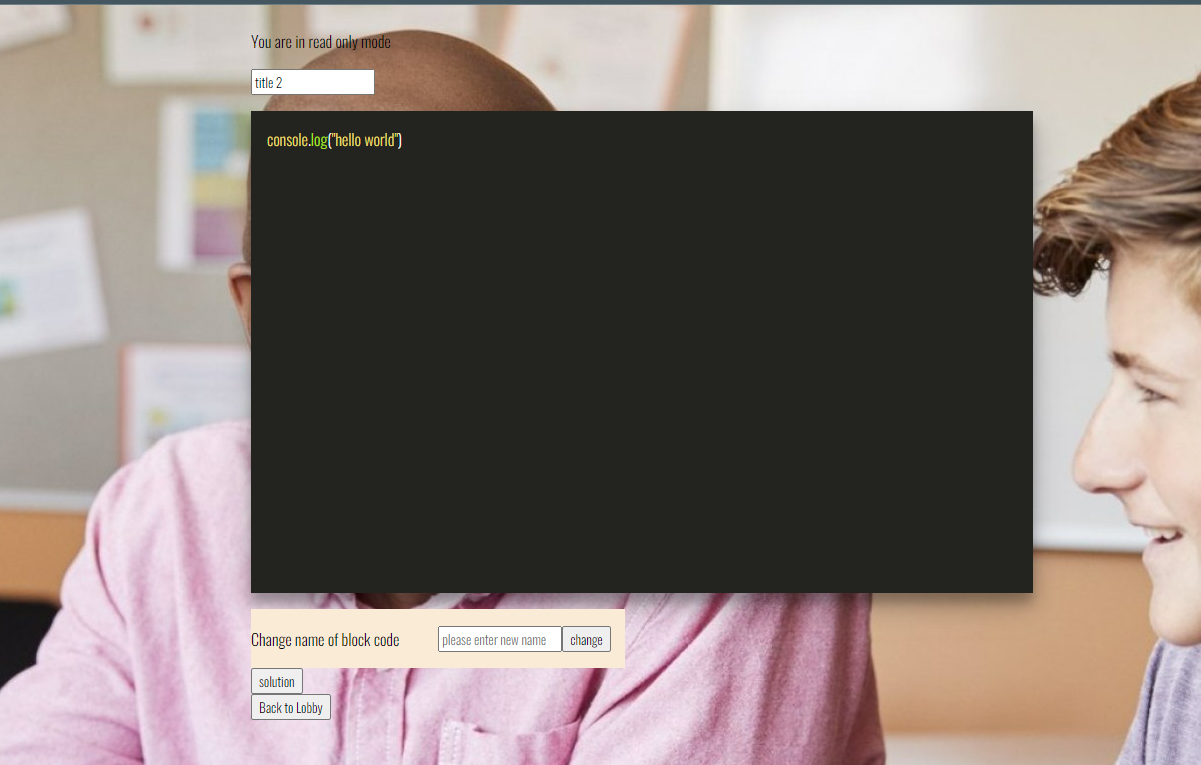 You are in read only mode
title 2
console.log("hello world")
Change name of block code please enter new name change
solution
Back to Lobby